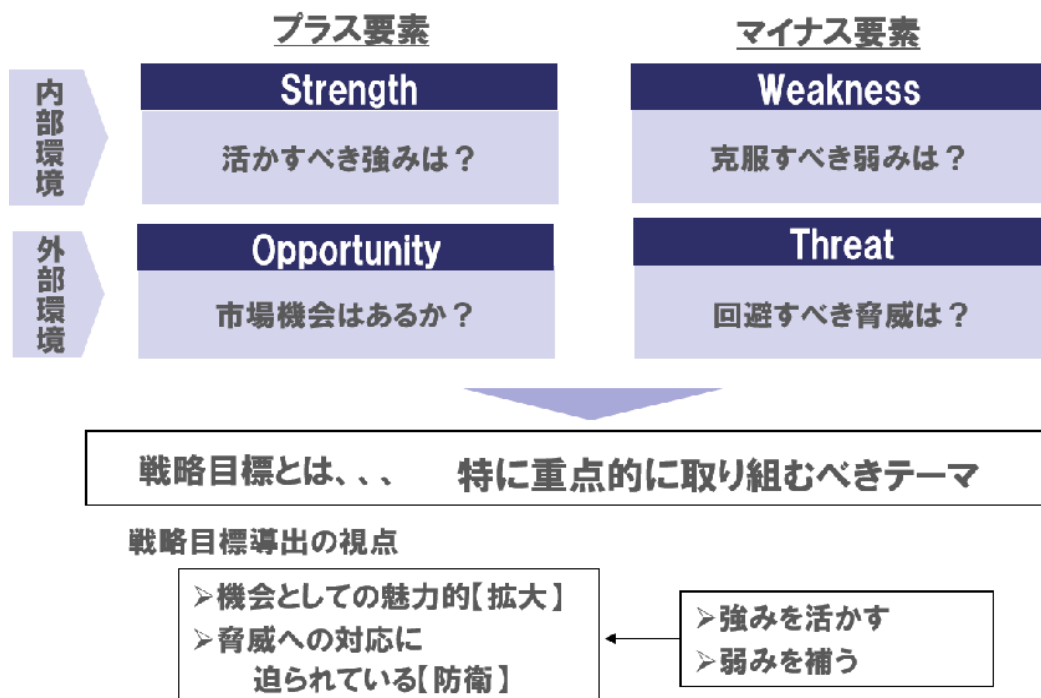 プラス要素
マイナス要素
内部環境
Strength
活かすべき強みは？
Weakness
克服すべき弱みは？
外部環境
Opportunity
市場機会はあるか？
Threat
回避すべき脅威は？
戦略目標とは、、、 特に重点的に取り組むべきテーマ
戦略目標導出の視点
➢機会としての魅力的【拡大】
➢脅威への対応に
迫られている【防衛】
➢強みを活かす
➢弱みを補う